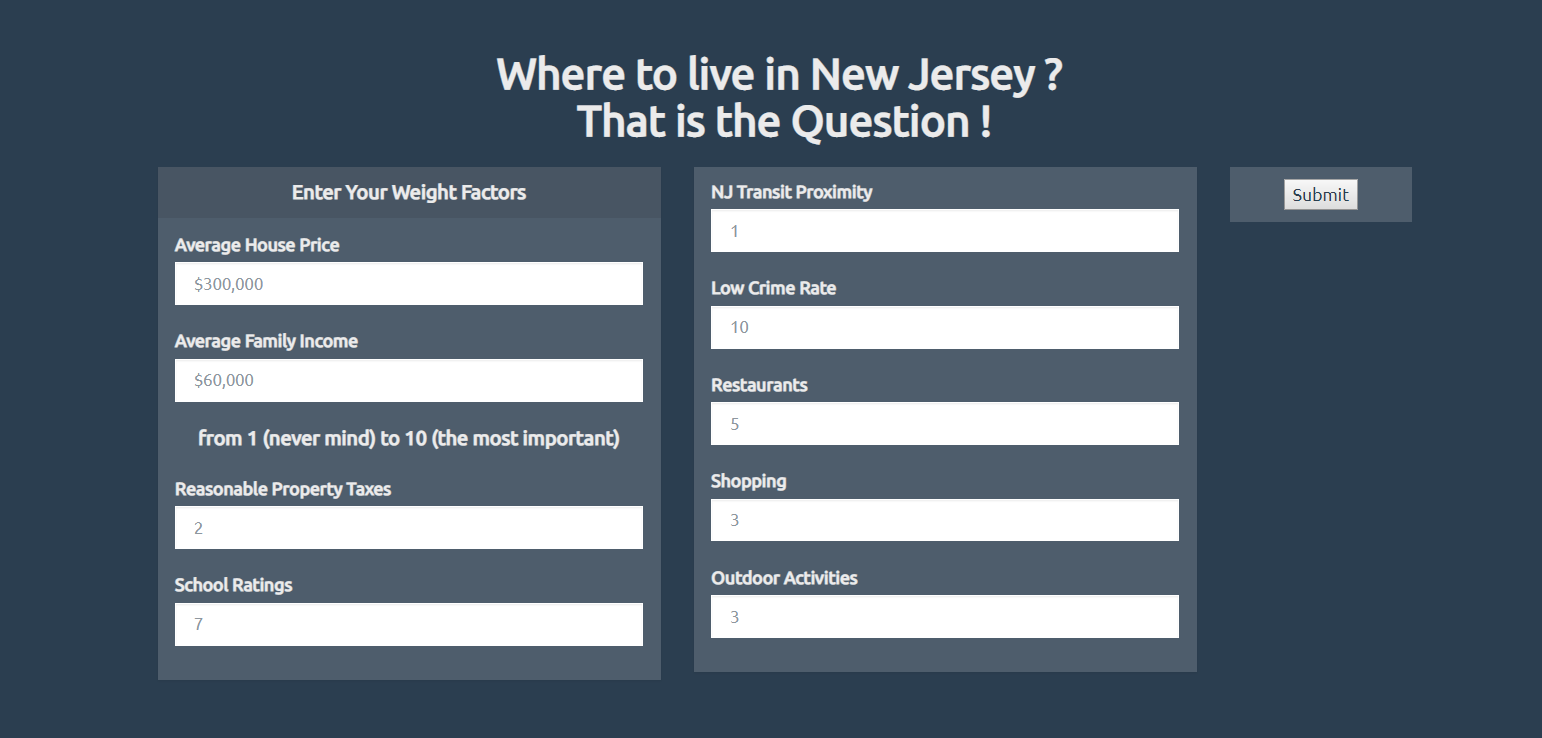 Where to live in New Jersey ?
That is the Question !
Enter Your Weight Factors
Average House Price
$300,000
Average Family Income
$60,000
from 1 (never mind) to 10 (the most important)
Reasonable Property Taxes
2
School Ratings
7
NJ Transit Proximity
1
Low Crime Rate
10
Restaurants
5
Shopping
3
Outdoor Activities
3
Submit